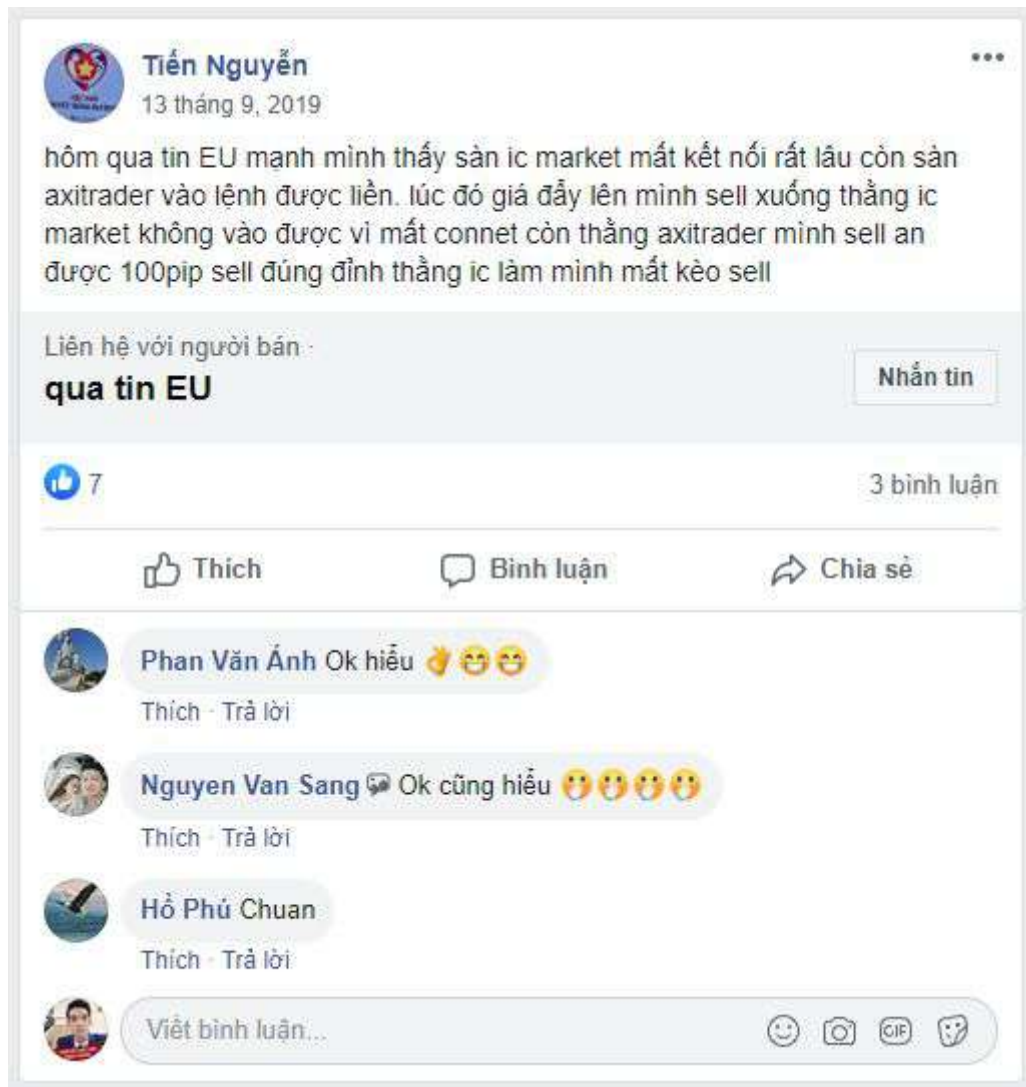 Tiến Nguyễn
13 tháng 9, 2019
hôm qua tin EU mạnh mình thấy sàn ic market mất kết nối rất lâu còn sàn
axitrader vào lệnh được liền. lúc đó giá đẩy lên mình sell xuống thằng ic
market không vào được vì mất connet còn thằng axitrader mình sell an
được 100pip sell đúng đỉnh thằng ic làm mình mất kèo sell
Liên hệ với người bán ·
qua tin EU
Nhắn tin
7
3 bình luận
Thích
Bình luận
Chia sẻ
Phan Văn Ánh Ok hiểu 👌😁😁
Thích · Trả lời
Nguyen Van Sang Ok cũng hiểu 🤭🤭🤭🤭
Thích · Trả lời
Hồ Phú Chuan
Thích · Trả lời
Viết bình luận...
GIF